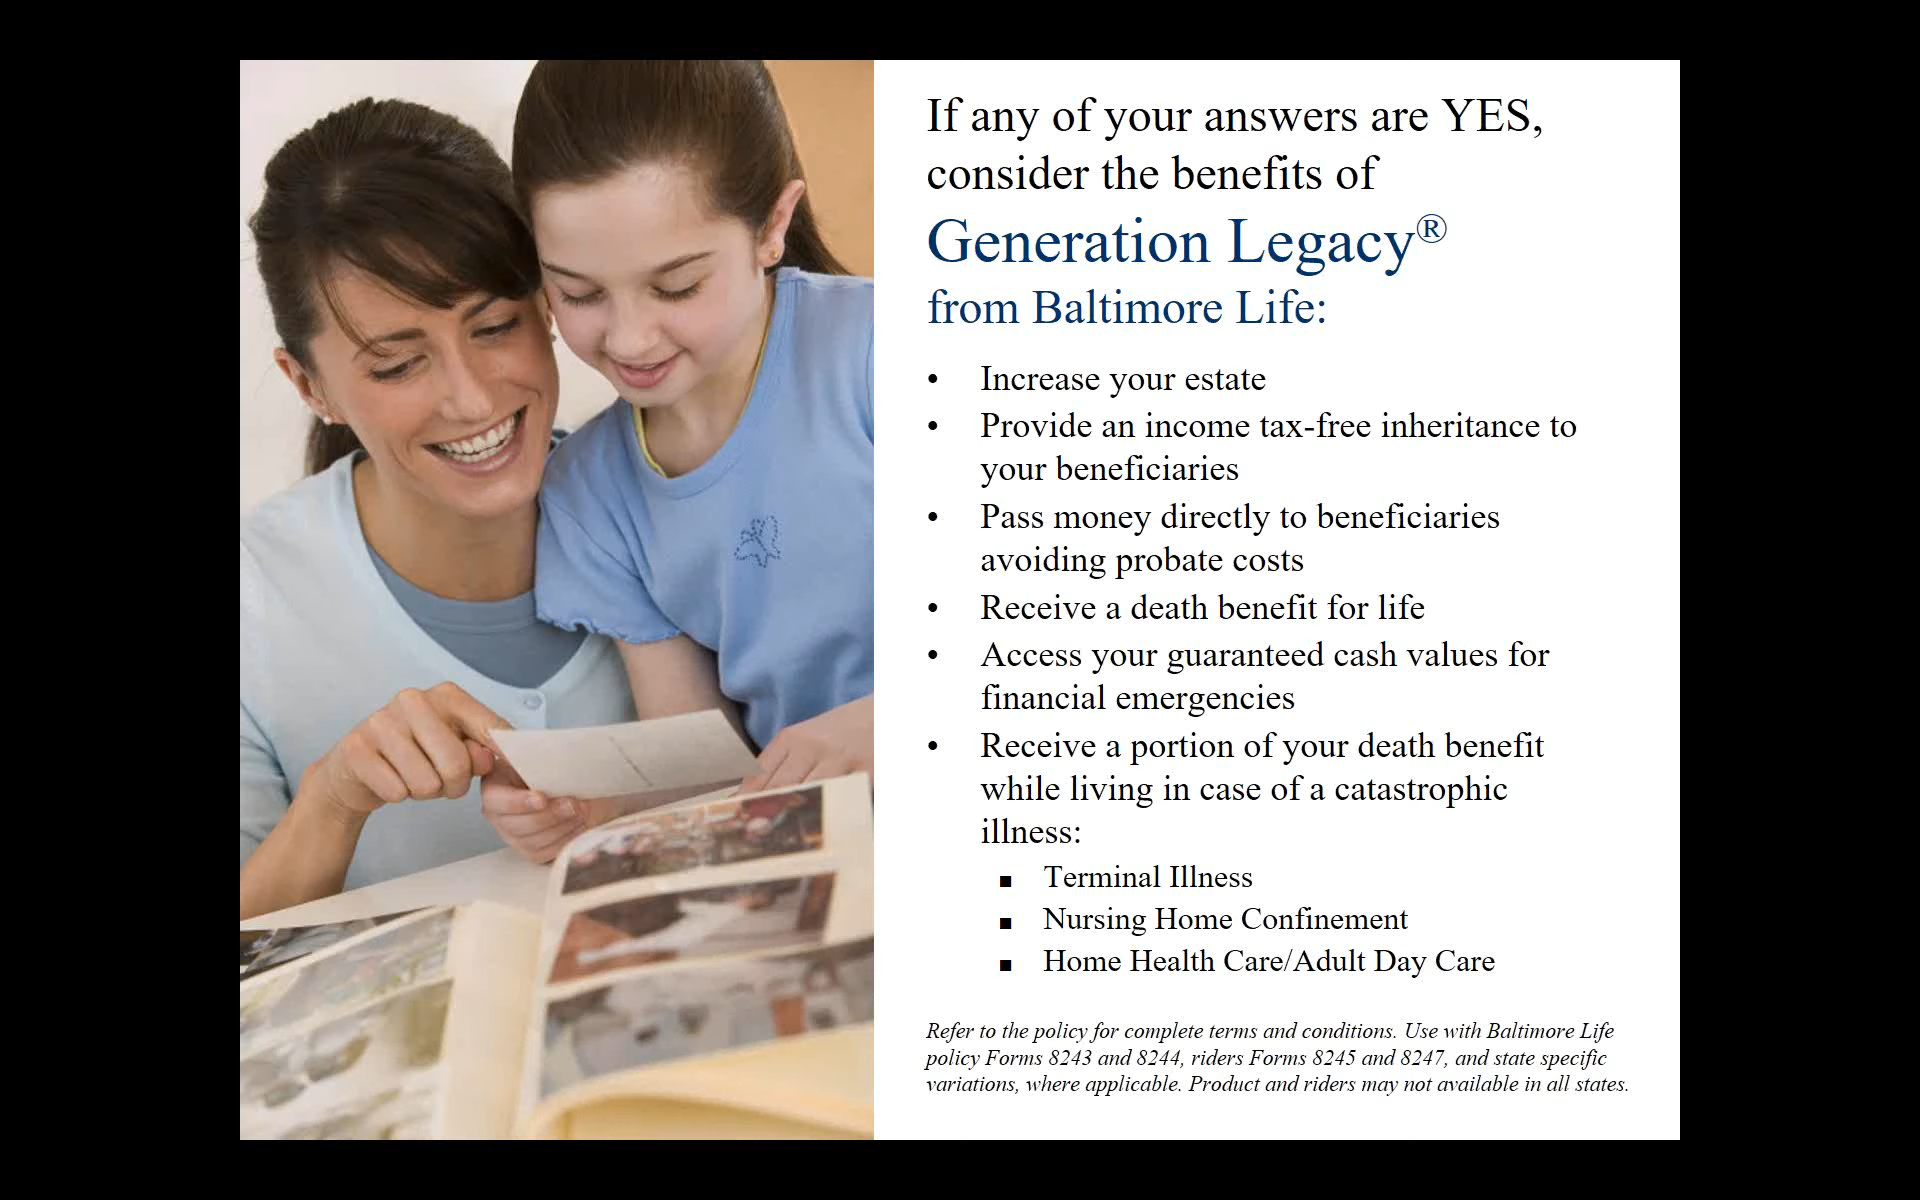 If any of your answers are YES,
consider the benefits of
Generation Legacy®
from Baltimore Life:
• Increase your estate
• Provide an income tax-free inheritance to
your beneficiaries
• Pass money directly to beneficiaries
avoiding probate costs
• Receive a death benefit for life
• Access your guaranteed cash values for
financial emergencies
• Receive a portion of your death benefit
while living in case of a catastrophic
illness:
▪ Terminal Illness
▪ Nursing Home Confinement
▪ Home Health Care/Adult Day Care
Refer to the policy for complete terms and conditions. Use with Baltimore Life
policy Forms 8243 and 8244, riders Forms 8245 and 8247, and state specific
variations, where applicable. Product and riders may not available in all states.